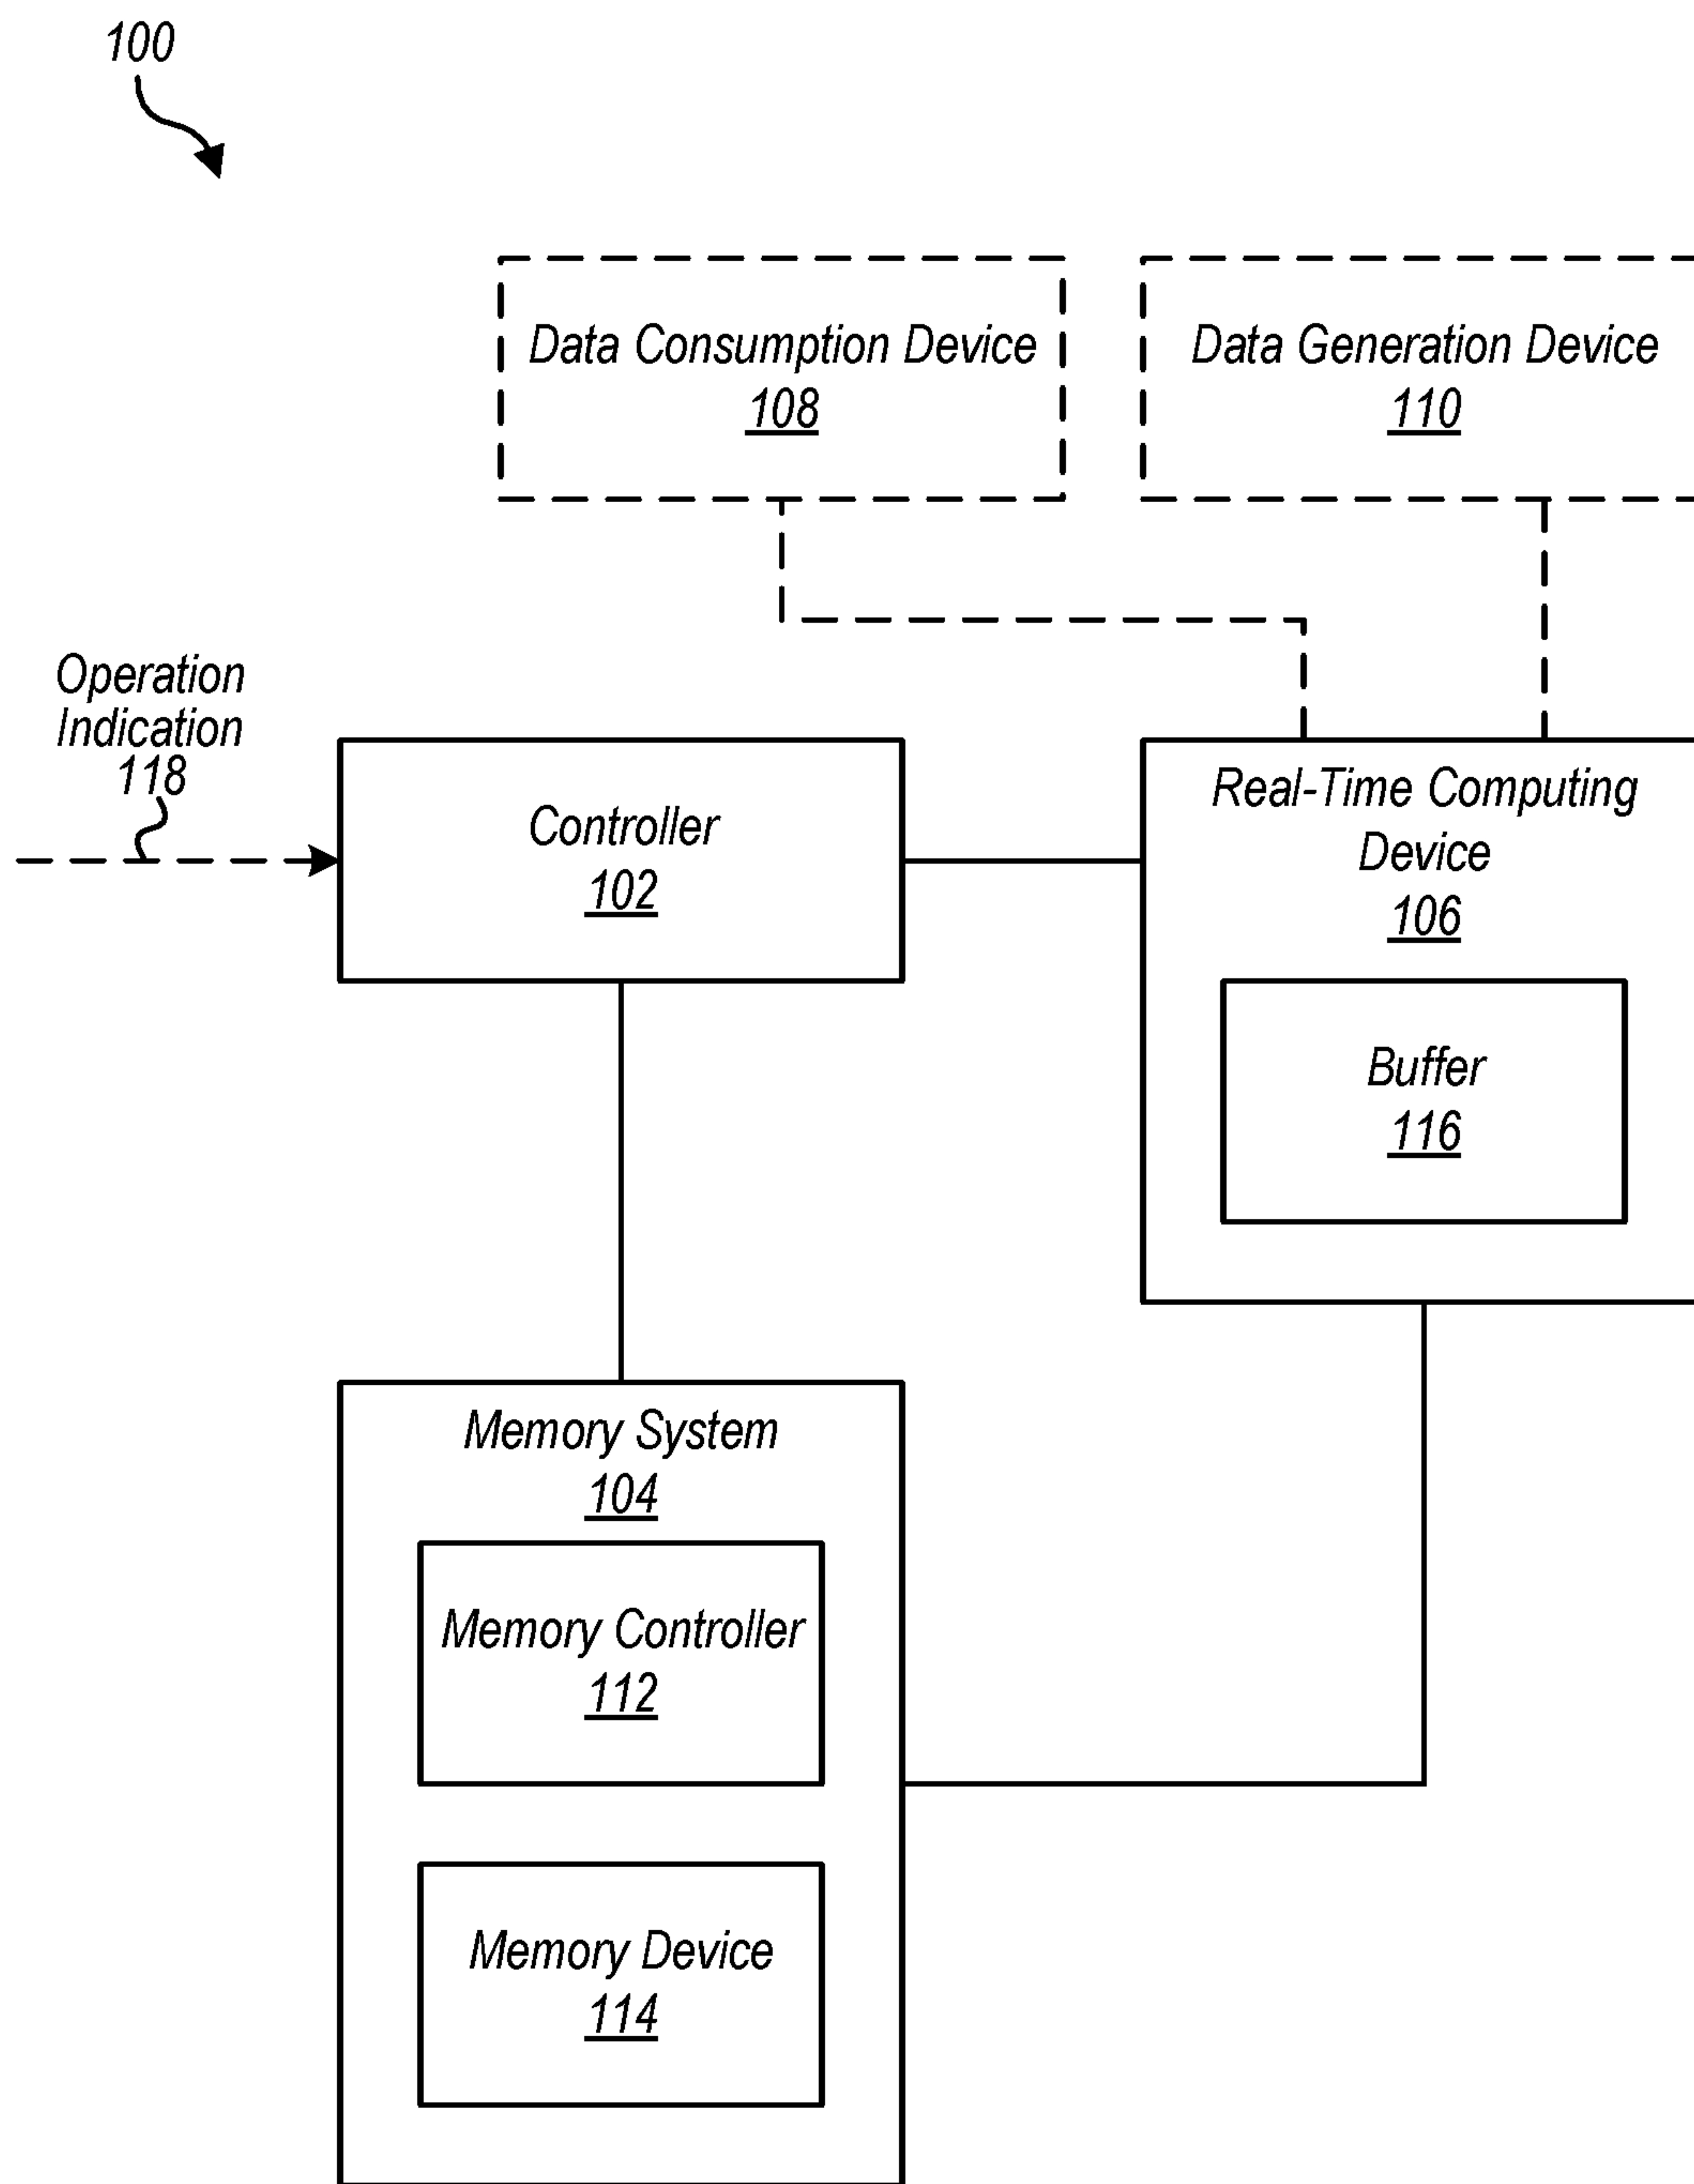 100
Data Consumption Device
108
Data Generation Device
110
Operation
Indication
118
Controller
102
Real-Time Computing
Device
106
Buffer
116
Memory System
104
Memory Controller
112
Memory Device
114